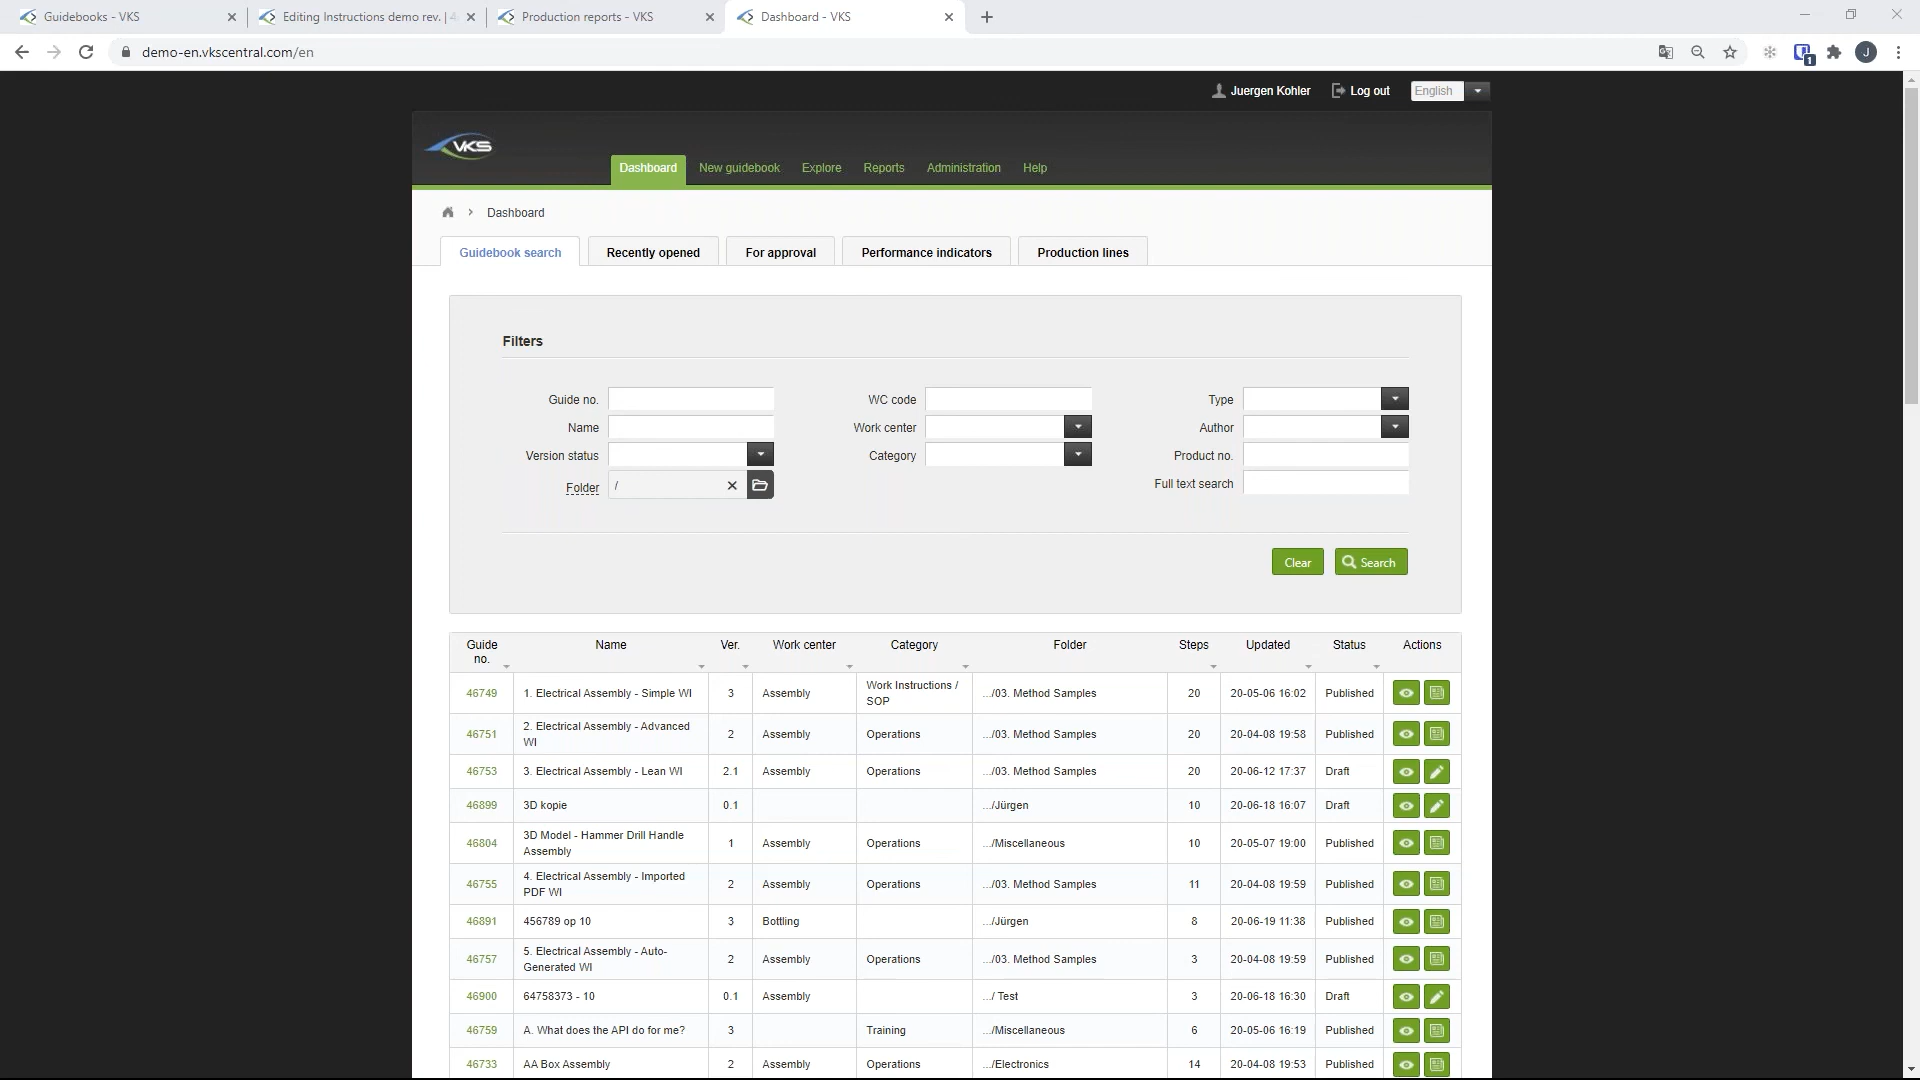 Guidebooks - VKS
Editing Instructions demo rev. | 4
Production reports - VKS
Dashboard - VKS
demo-en.vkscentral.com/en
1
J
Juergen Kohler
Log out
English
VKS
Dashboard
New guidebook
Explore
Reports
Administration
Help
Dashboard
Guidebook search
Recently opened
For approval
Performance indicators
Production lines
Filters
Guide no.
WC code
Type
Name
Work center
Author
Version status
Category
Product no.
Folder
/
Full text search
Clear
Search
Guide no. Name Ver. Work center Category Folder Steps Updated Status Actions
46749 1. Electrical Assembly - Simple WI 3 Assembly Work Instructions / SOP .../03. Method Samples 20 20-05-06 16:02 Published
46751 2. Electrical Assembly - Advanced WI 2 Assembly Operations .../03. Method Samples 20 20-04-08 19:58 Published
46753 3. Electrical Assembly - Lean WI 2.1 Assembly Operations .../03. Method Samples 20 20-06-12 17:37 Draft
46899 3D kopie 0.1 .../Jürgen 10 20-06-18 16:07 Draft
46804 3D Model - Hammer Drill Handle Assembly 1 Assembly Operations .../Miscellaneous 10 20-05-07 19:00 Published
46755 4. Electrical Assembly - Imported PDF WI 2 Assembly Operations .../03. Method Samples 11 20-04-08 19:59 Published
46891 456789 op 10 3 Bottling .../Jürgen 8 20-06-19 11:38 Published
46757 5. Electrical Assembly - Auto-Generated WI 2 Assembly Operations .../03. Method Samples 3 20-04-08 19:59 Published
46900 64758373 - 10 0.1 Assembly .../ Test 3 20-06-18 16:30 Draft
46759 A. What does the API do for me? 3 Training .../Miscellaneous 6 20-05-06 16:19 Published
46733 AA Box Assembly 2 Assembly Operations .../Electronics 14 20-04-08 19:53 Published